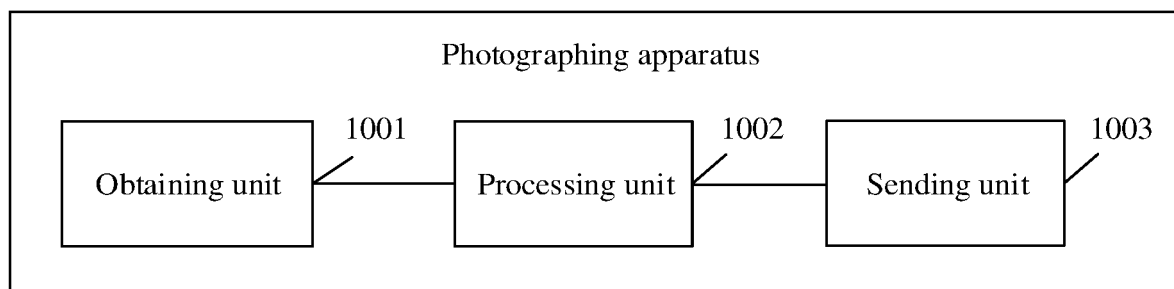 Photographing apparatus
1001
1002
1003
Obtaining unit
Processing unit
Sending unit